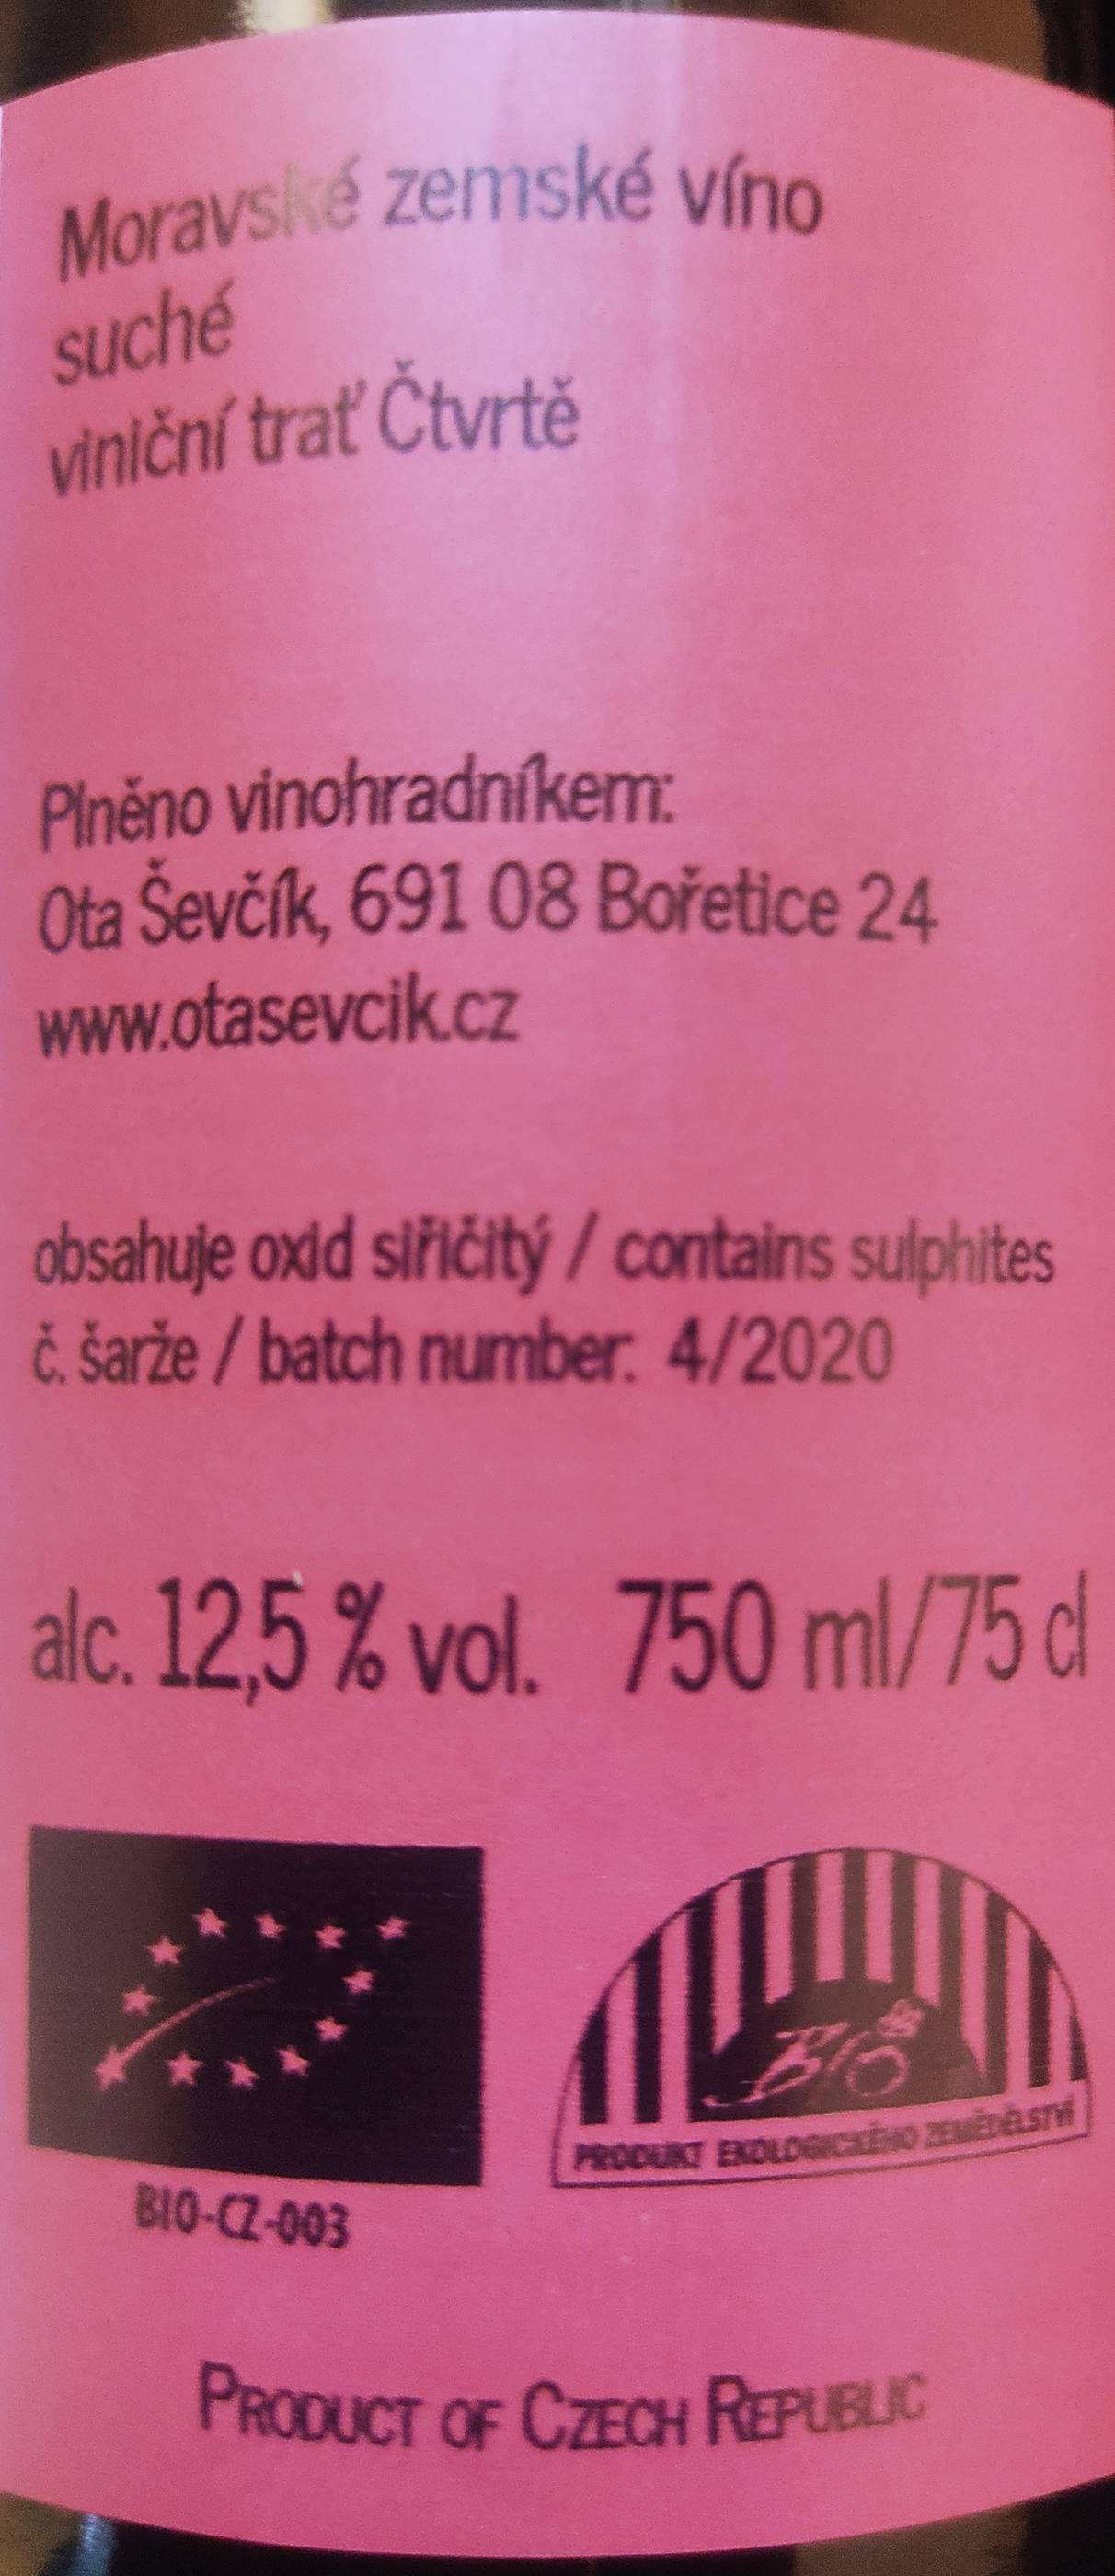 Moravské zemské víno
suché
viniční trať Čtvrtě
Plněno vinohradníkem:
Ota Ševčík, 691 08 Bořetice 24
www.otasevcik.cz
obsahuje oxid siřičitý / contains sulphites
č. šarže / batch number: 4/2020
alc. 12,5 % vol. 750 ml/75 cl
BIO
PRODUKT EKOLOGICKÉHO ZEMĚDĚLSTVÍ
BIO-CZ-003
PRODUCT OF CZECH REPUBLIC